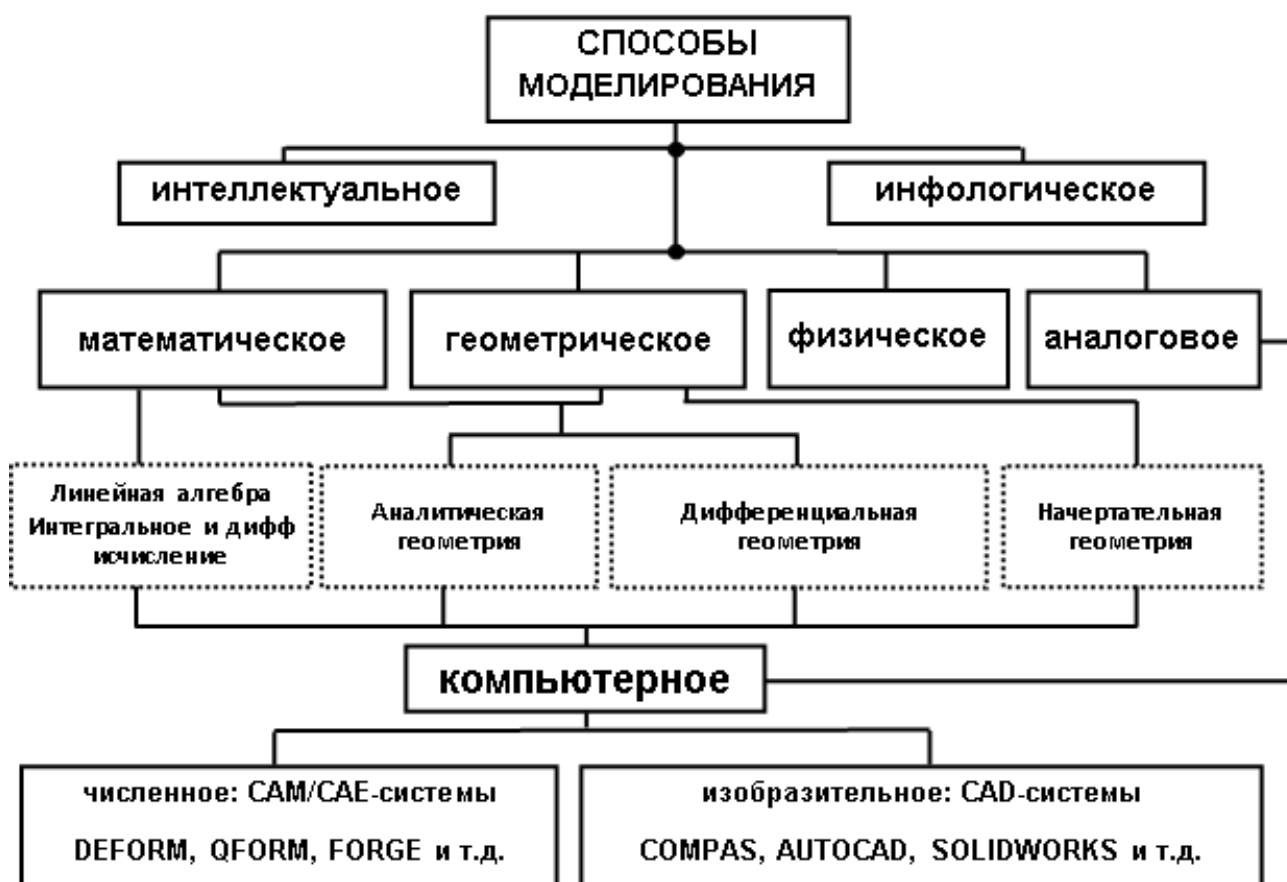 СПОСОБЫ
МОДЕЛИРОВАНИЯ
интеллектуальное
инфологическое
математическое
геометрическое
физическое
аналоговое
Линейная алгебра
Интегральное и дифф
исчисление
Аналитическая
геометрия
Дифференциальная
геометрия
Начертательная
геометрия
компьютерное
численное: CAM/CAE-системы
DEFORM, QFORM, FORGE и т.д.
изобразительное: CAD-системы
COMPAS, AUTOCAD, SOLIDWORKS и т.д.